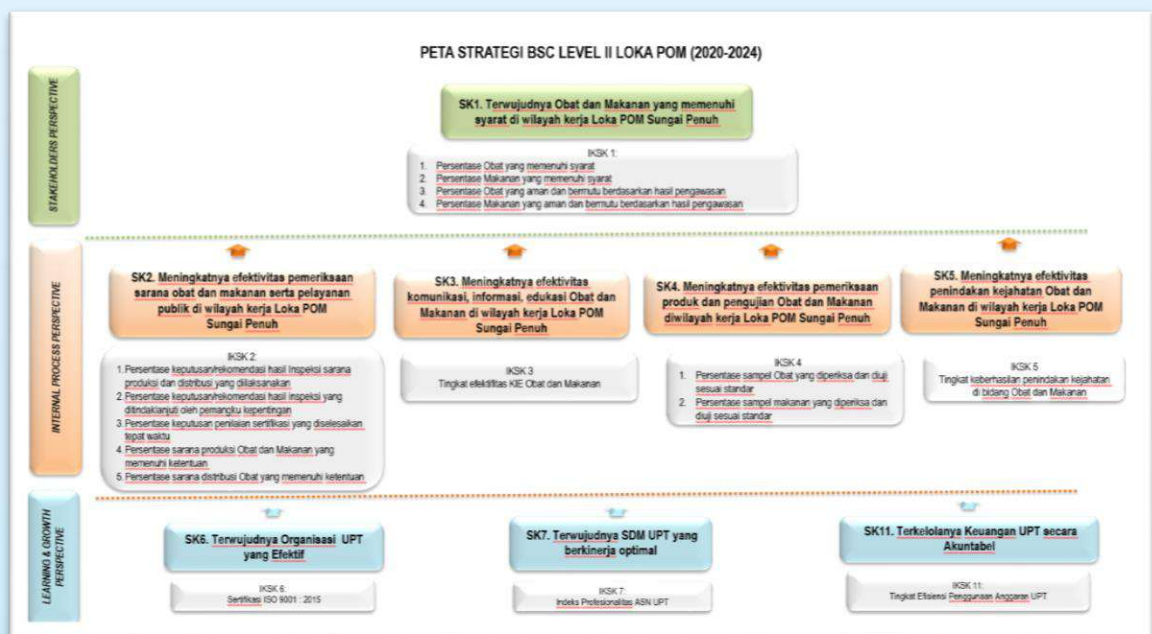 PETA STRATEGI BSC LEVEL II LOKA POM (2020-2024)
STAKEHOLDERS PERSPECTIVE
SK1. Terwujudnya Obat dan Makanan yang memenuhi
syarat di wilayah kerja Loka POM Sungai Penuh
IKSK 1:
1. Persentase Obat yang memenuhi syarat
2. Persentase Makanan yang memenuhi syarat
3. Persentase Obat yang aman dan bermutu berdasarkan hasil pengawasan
4. Persentase Makanan yang aman dan bermutu berdasarkan hasil pengawasan
INTERNAL PROCESS PERSPECTIVE
SK2. Meningkatnya efektivitas pemeriksaan
sarana obat dan makanan serta pelayanan
publik di wilayah kerja Loka POM
Sungai Penuh
IKSK 2:
1. Persentase keputusan/rekomendasi hasil Inspeksi sarana
produksi dan distribusi yang dilaksanakan
2. Persentase keputusan/rekomendasi hasil inspeksi yang
ditindaklanjuti oleh pemangku kepentingan
3. Persentase keputusan penilaian sertifikasi yang diselesaikan
tepat waktu
4. Persentase sarana produksi Obat dan Makanan yang
memenuhi ketentuan
5. Persentase sarana distribusi Obat yang memenuhi ketentuan
SK3. Meningkatnya efektivitas
komunikasi, informasi, edukasi Obat dan
Makanan di wilayah kerja Loka POM
Sungai Penuh
IKSK 3
Tingkat efektifitas KIE Obat dan Makanan
SK4. Meningkatnya efektivitas pemeriksaan
produk dan pengujian Obat dan Makanan
diwilayah kerja Loka POM Sungai Penuh
IKSK 4
1. Persentase sampel Obat yang diperiksa dan diuji
sesuai standar
2. Persentase sampel makanan yang diperiksa dan
diuji sesuai standar
SK5. Meningkatnya efektivitas
penindakan kejahatan Obat dan
Makanan di wilayah kerja Loka POM
Sungai Penuh
IKSK 5
Tingkat keberhasilan penindakan kejahatan
di bidang Obat dan Makanan
LEARNING & GROWTH
PERSPECTIVE
SK6. Terwujudnya Organisasi UPT
yang Efektif
IKSK 6:
Sertifikasi ISO 9001 : 2015
SK7. Terwujudnya SDM UPT yang
berkinerja optimal
IKSK 7:
Indeks Profesionalitas ASN UPT
SK11. Terkelolanya Keuangan UPT secara
Akuntabel
IKSK 11:
Tingkat Efisiensi Penggunaan Anggaran UPT